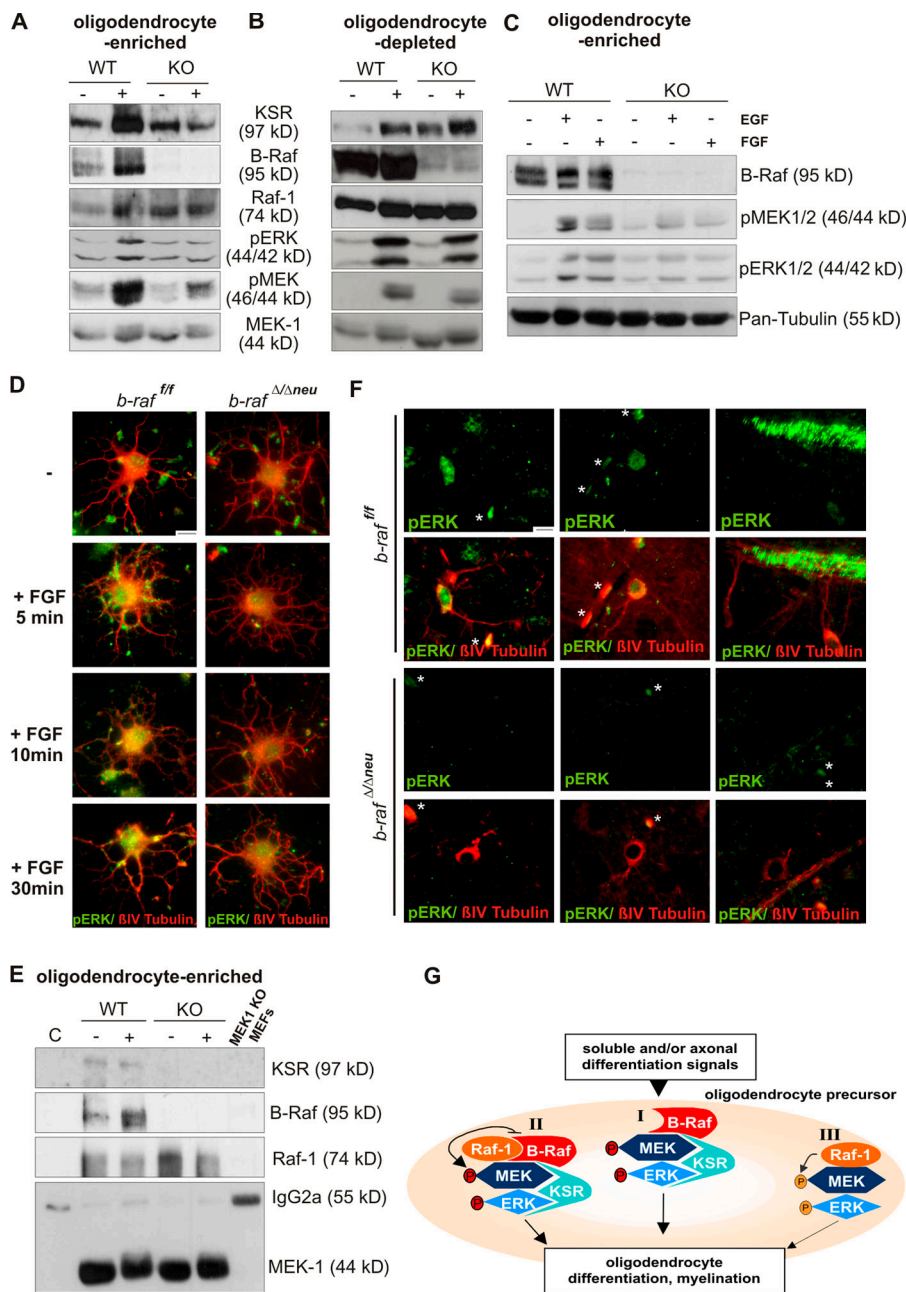 A
oligodendrocyte
-enriched
WT KO
- + - +
KSR
(97 kD)
B-Raf
(95 kD)
Raf-1
(74 kD)
pERK
(44/42 kD)
pMEK
(46/44 kD)
MEK-1
(44 kD)
B
oligodendrocyte
-depleted
WT KO
- + - +
C
oligodendrocyte
-enriched
WT KO
- + - - + - EGF
- - + - - + FGF
B-Raf (95 kD)
pMEK1/2 (46/44 kD)
pERK1/2 (44/42 kD)
Pan-Tubulin (55 kD)
D
b-raf f/f b-raf Δ/Δneu
-
+ FGF
5 min
+ FGF
10min
+ FGF
30min
pERK/ ßIV Tubulin pERK/ ßIV Tubulin
F
b-raf f/f
* * * *
pERK pERK pERK
* * *
pERK/ ßIV Tubulin pERK/ ßIV Tubulin pERK/ ßIV Tubulin
b-raf Δ/Δneu
* * * *
pERK pERK pERK
* *
pERK/ ßIV Tubulin pERK/ ßIV Tubulin pERK/ ßIV Tubulin
E
oligodendrocyte-enriched
WT KO MEK1 KO
MEFs
C - + - +
KSR (97 kD)
B-Raf (95 kD)
Raf-1 (74 kD)
IgG2a (55 kD)
MEK-1 (44 kD)
G
soluble and/or axonal
differentiation signals
oligodendrocyte precursor
II
Raf-1 B-Raf
P MEK
KSR
P ERK
I
B-Raf
P MEK
KSR
P ERK
III
Raf-1
P MEK
P ERK
oligodendrocyte
differentiation, myelination